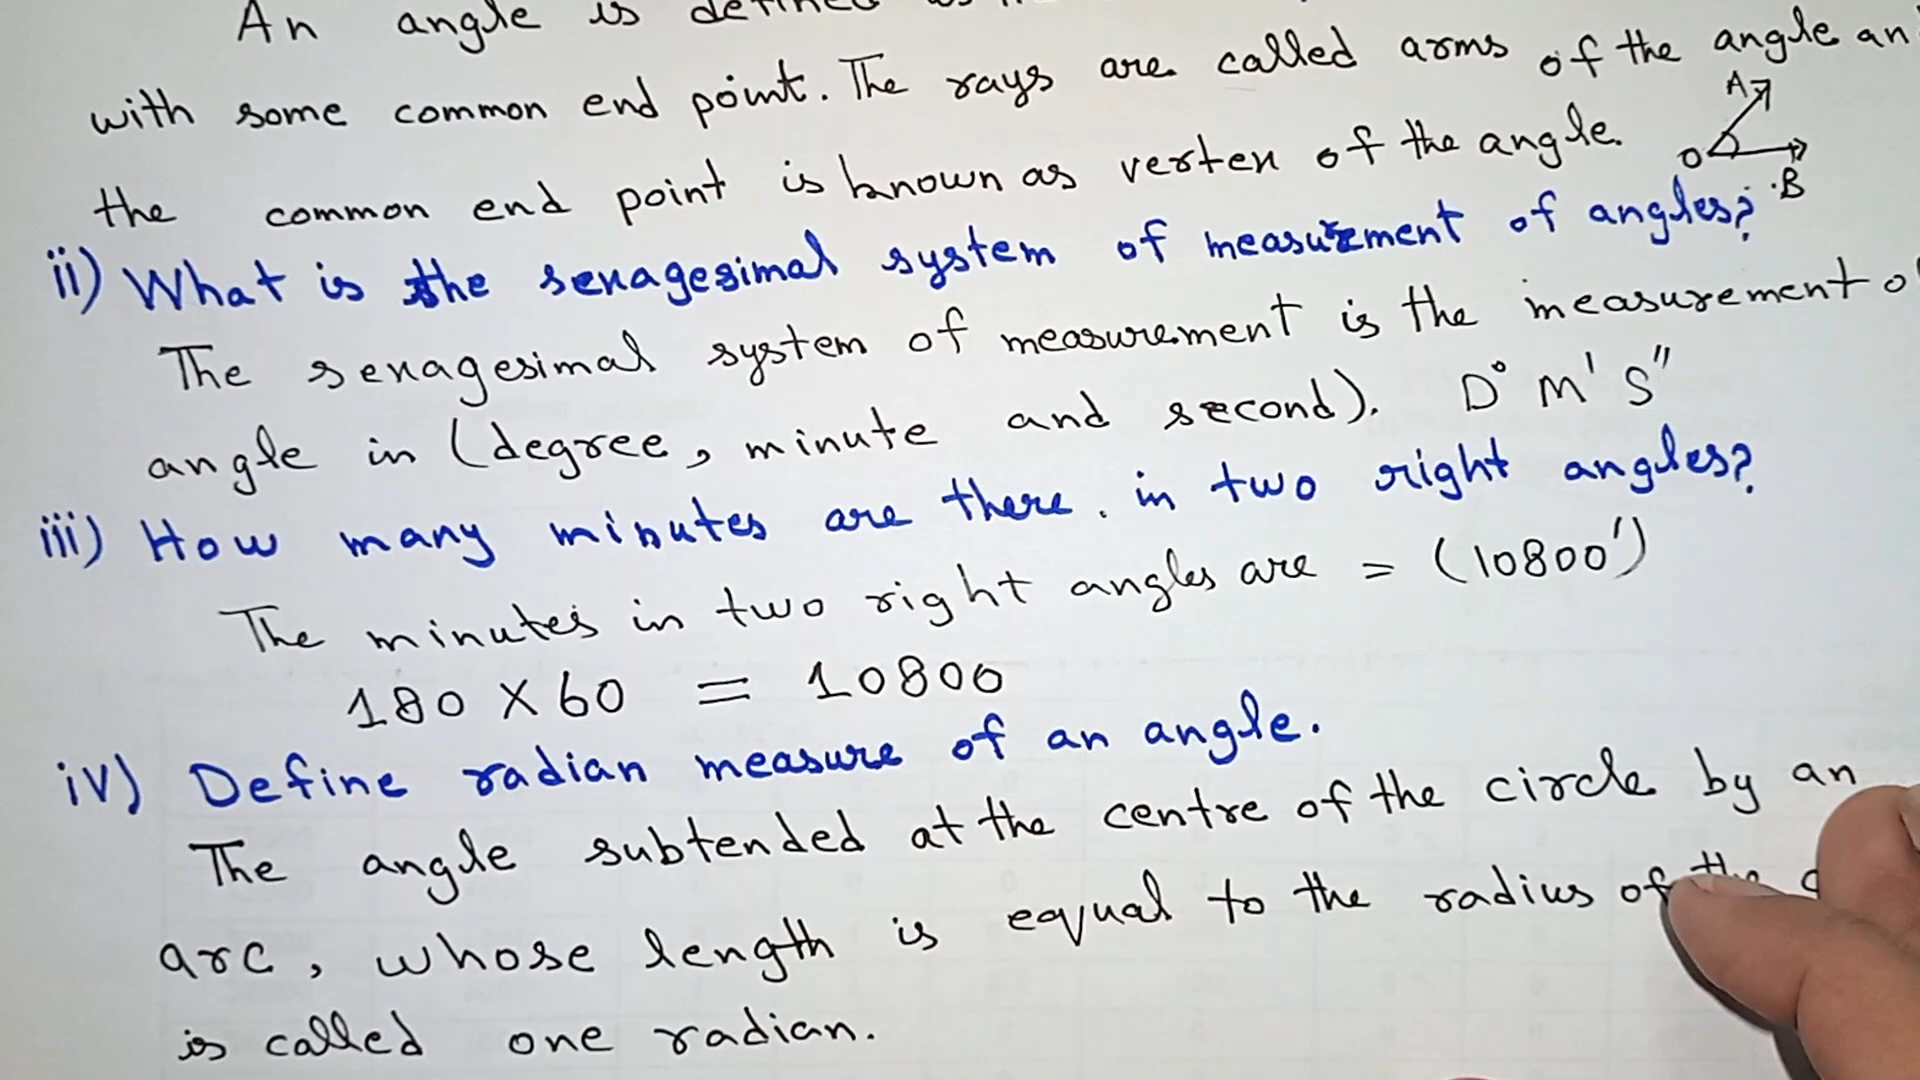 An angle is defined
with some common end point. The rays are called arms of the angle an
the common end point is known as vertex of the angle.
A
O
B
ii) What is the sexagesimal system of measurement of angles?
The sexagesimal system of measurement is the measurement o
angle in (degree, minute and second). D° M' S"
iii) How many minutes are there. in two right angles?
The minutes in two right angles are = (10800')
180 × 60 = 10800
iv) Define radian measure of an angle.
The angle subtended at the centre of the circle by an
arc, whose length is equal to the radius of the
is called one radian.